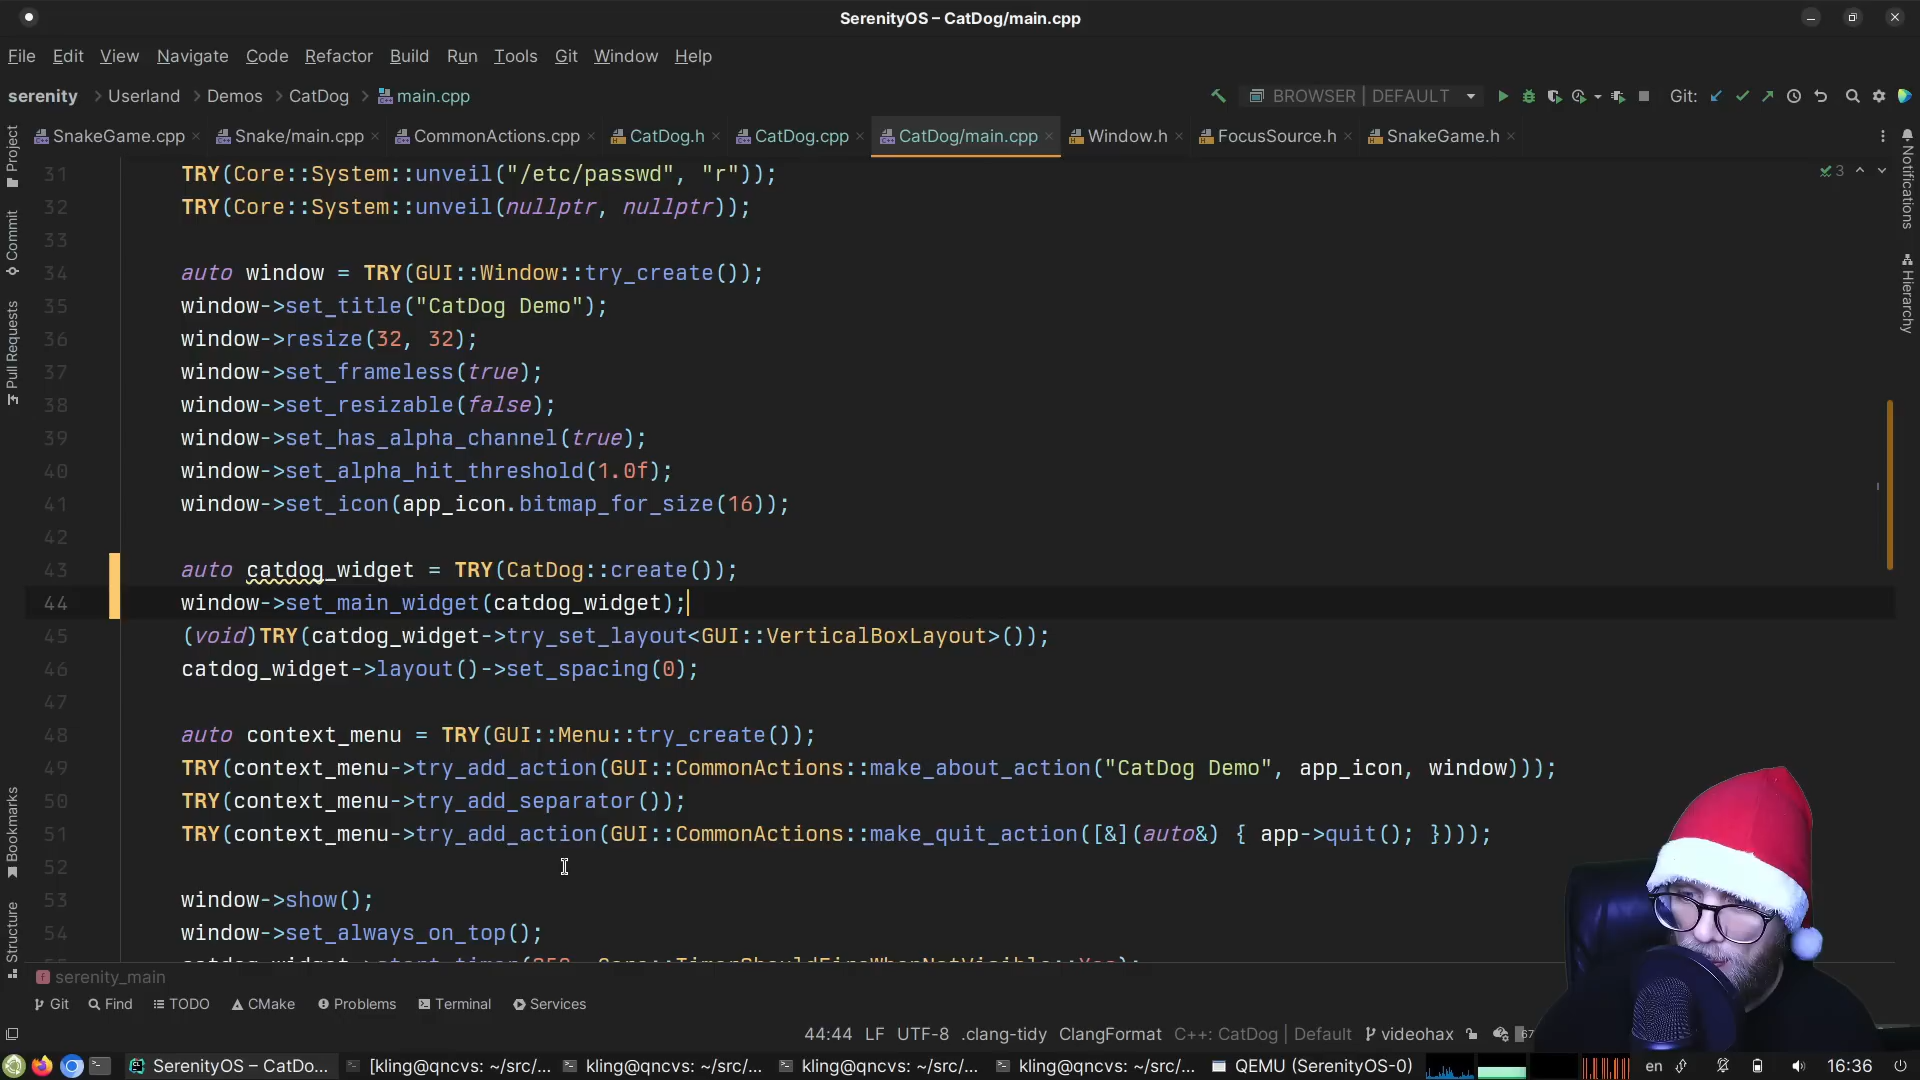 SerenityOS – CatDog/main.cpp
File Edit View Navigate Code Refactor Build Run Tools Git Window Help
serenity Userland Demos CatDog main.cpp BROWSER | DEFAULT Git:
SnakeGame.cpp Snake/main.cpp CommonActions.cpp CatDog.h CatDog.cpp CatDog/main.cpp Window.h FocusSource.h SnakeGame.h
Project
Commit
Pull Requests
Bookmarks
Structure
Notifications
Hierarchy
3
31 TRY(Core::System::unveil("/etc/passwd", "r"));
32 TRY(Core::System::unveil(nullptr, nullptr));
33
34 auto window = TRY(GUI::Window::try_create());
35 window->set_title("CatDog Demo");
36 window->resize(32, 32);
37 window->set_frameless(true);
38 window->set_resizable(false);
39 window->set_has_alpha_channel(true);
40 window->set_alpha_hit_threshold(1.0f);
41 window->set_icon(app_icon.bitmap_for_size(16));
42
43 auto catdog_widget = TRY(CatDog::create());
44 window->set_main_widget(catdog_widget);
45 (void)TRY(catdog_widget->try_set_layout<GUI::VerticalBoxLayout>());
46 catdog_widget->layout()->set_spacing(0);
47
48 auto context_menu = TRY(GUI::Menu::try_create());
49 TRY(context_menu->try_add_action(GUI::CommonActions::make_about_action("CatDog Demo", app_icon, window)));
50 TRY(context_menu->try_add_separator());
51 TRY(context_menu->try_add_action(GUI::CommonActions::make_quit_action([&](auto&) { app->quit(); })));
52
53 window->show();
54 window->set_always_on_top();
serenity_main
Git Find TODO CMake Problems Terminal Services
44:44 LF UTF-8 .clang-tidy ClangFormat C++: CatDog | Default videohax
SerenityOS – CatDo... [kling@qncvs: ~/src/... kling@qncvs: ~/src/... kling@qncvs: ~/src/... kling@qncvs: ~/src/... QEMU (SerenityOS-0) en 16:36